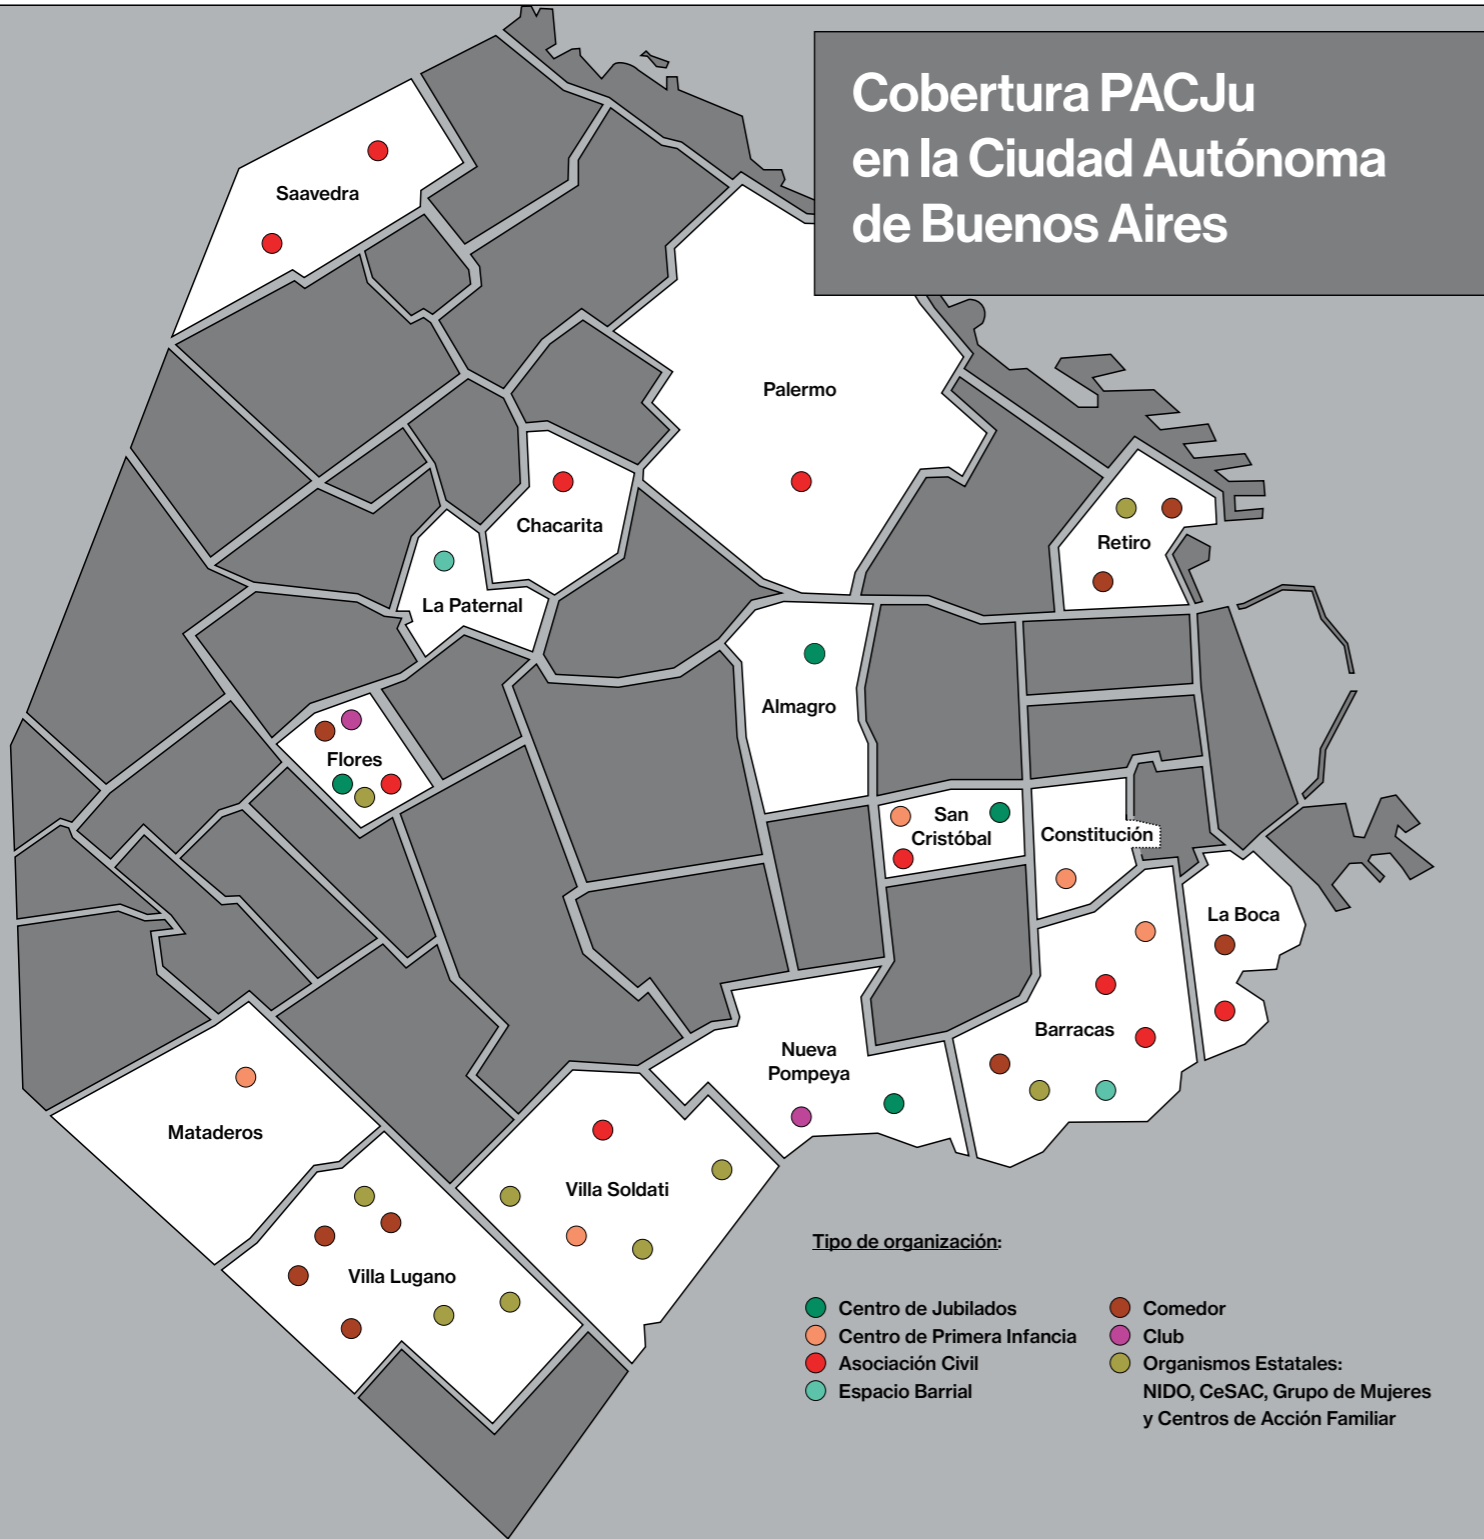 Cobertura PACJu
en la Ciudad Autónoma
de Buenos Aires
Saavedra
Palermo
Chacarita
Retiro
La Paternal
Almagro
Flores
San
Cristóbal
Constitución
La Boca
Barracas
Nueva
Pompeya
Mataderos
Villa Soldati
Villa Lugano
Tipo de organización:
Centro de Jubilados
Centro de Primera Infancia
Asociación Civil
Espacio Barrial
Comedor
Club
Organismos Estatales:
NIDO, CeSAC, Grupo de Mujeres
y Centros de Acción Familiar